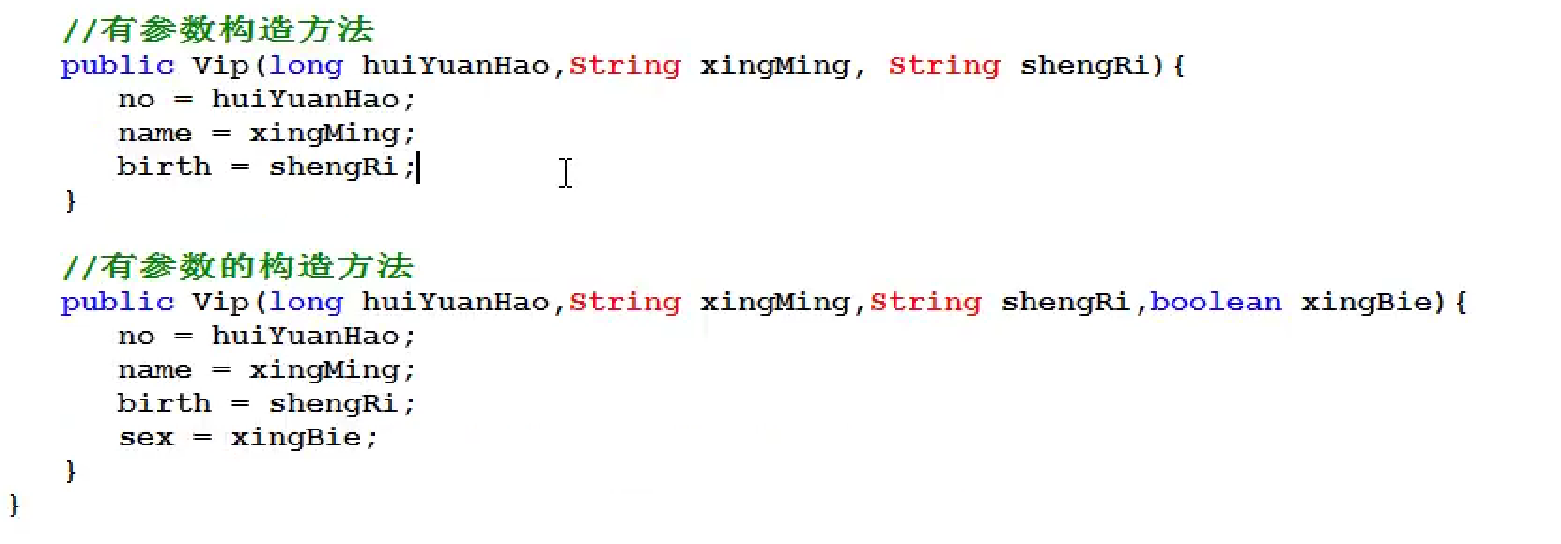 //有参数构造方法
public Vip(long huiYuanHao,String xingMing, String shengRi){
no = huiYuanHao;
name = xingMing;
birth = shengRi;
}
//有参数的构造方法
public Vip(long huiYuanHao,String xingMing,String shengRi,boolean xingBie){
no = huiYuanHao;
name = xingMing;
birth = shengRi;
sex = xingBie;
}
}